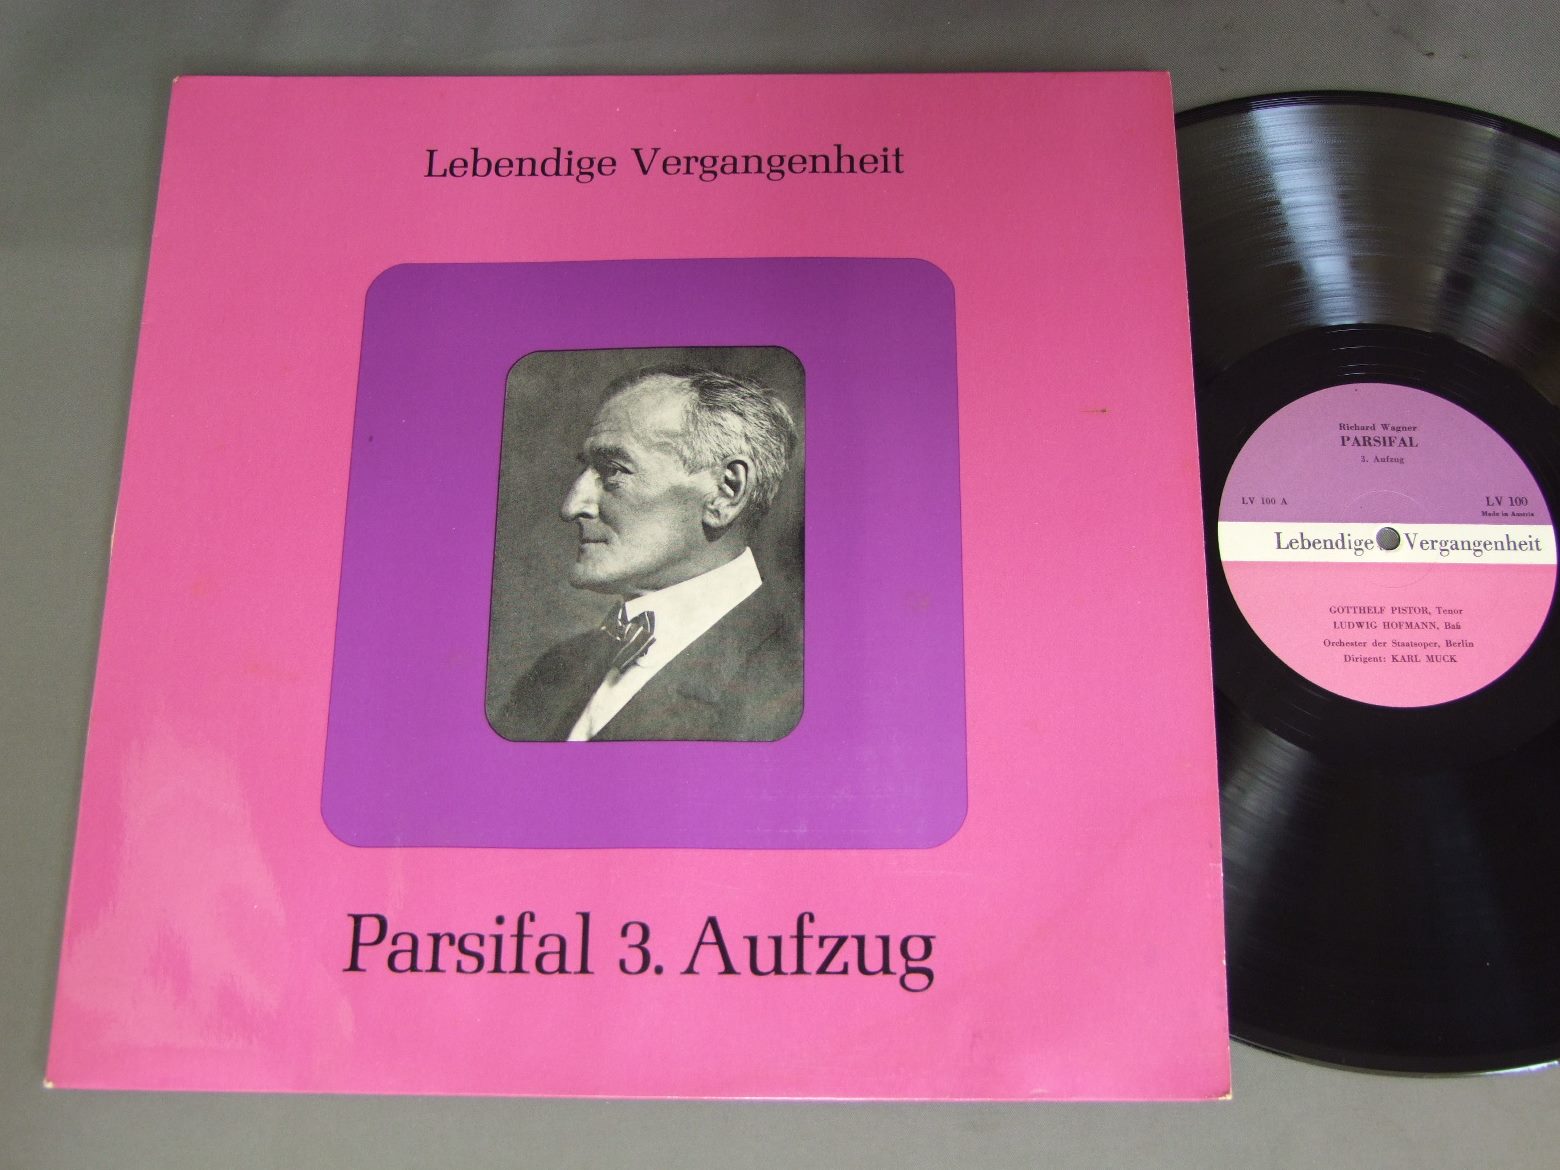 Lebendige Vergangenheit
Parsifal 3. Aufzug
Richard Wagner
PARSIFAL
3. Aufzug
LV 100 A
LV 100
Made in Austria
Lebendige Vergangenheit
GOTTHELF PISTOR, Tenor
LUDWIG HOFMANN, Baß
Orchester der Staatsoper, Berlin
Dirigent: KARL MUCK